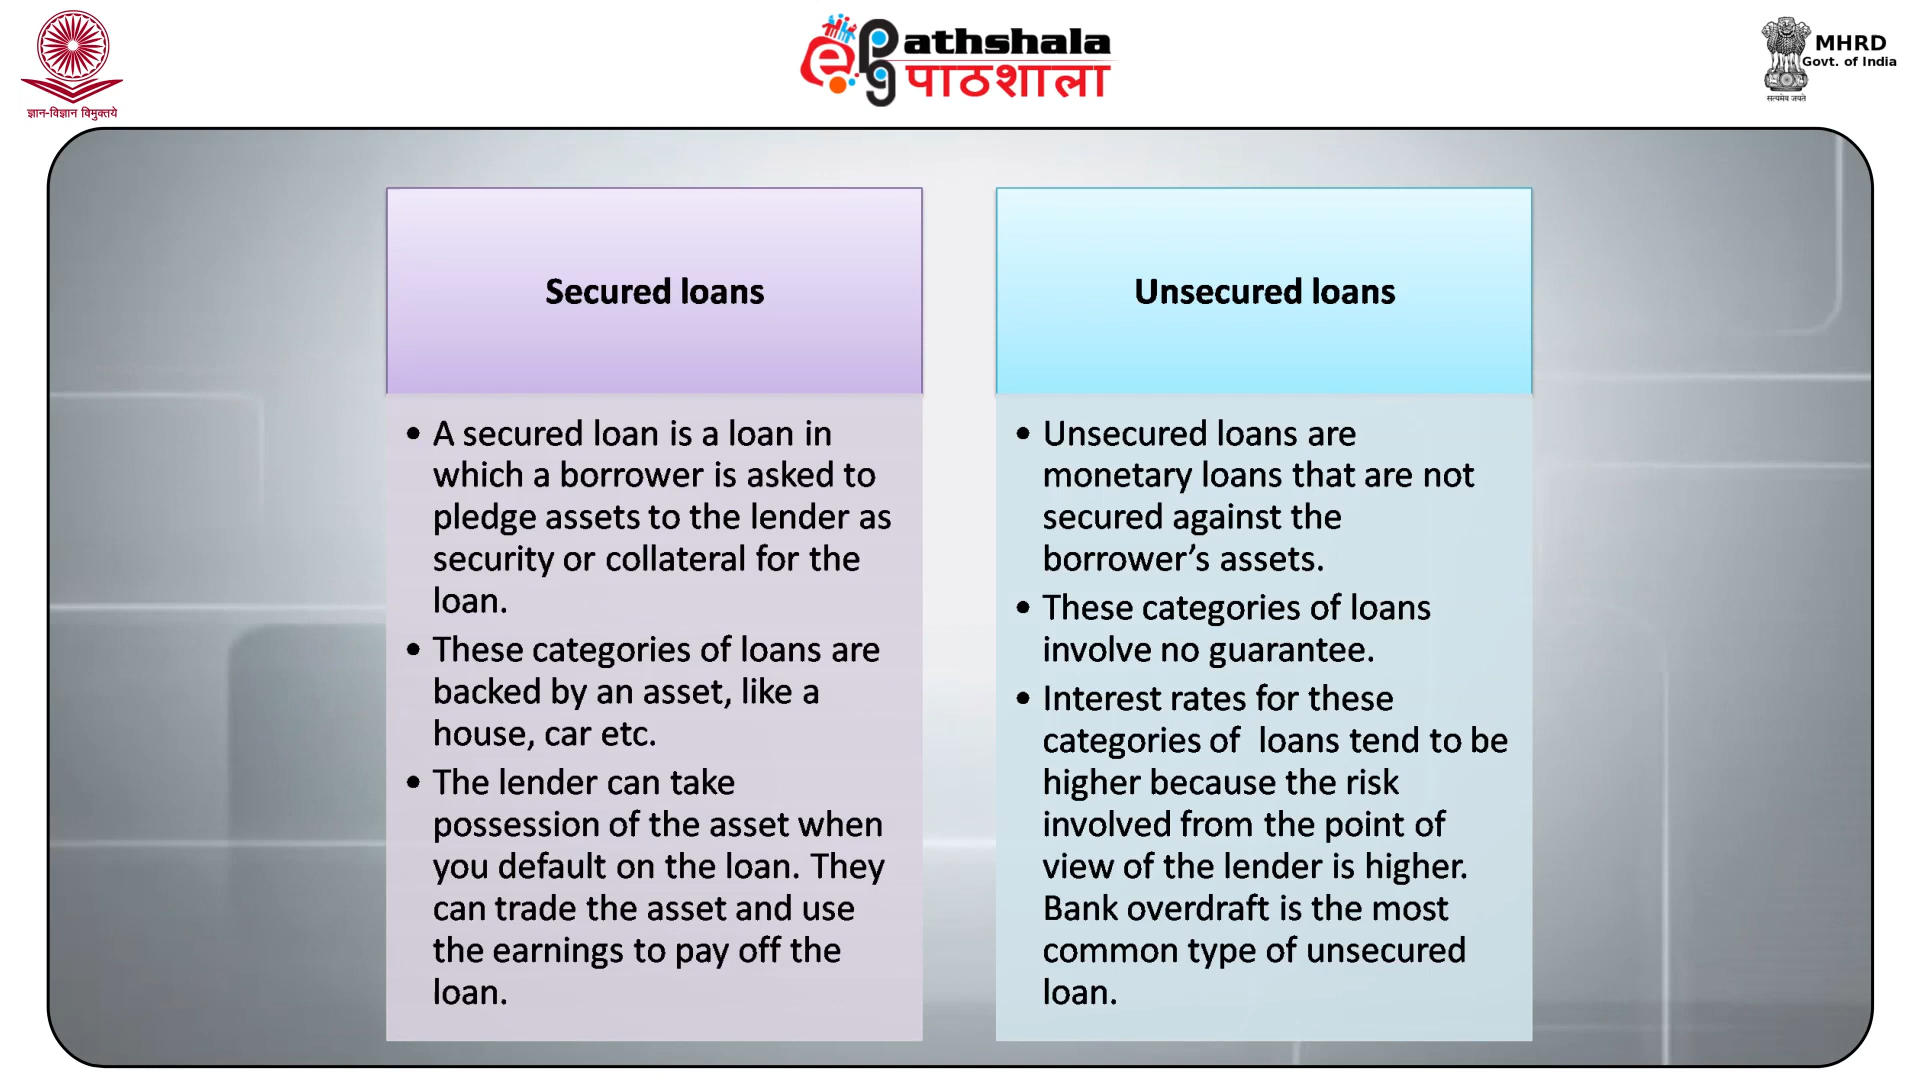 ज्ञान-विज्ञान विमुक्तये
ePG
athshala
पाठशाला
MHRD
Govt. of India
सत्यमेव जयते
Secured loans
• A secured loan is a loan in
which a borrower is asked to
pledge assets to the lender as
security or collateral for the
loan.
• These categories of loans are
backed by an asset, like a
house, car etc.
• The lender can take
possession of the asset when
you default on the loan. They
can trade the asset and use
the earnings to pay off the
loan.
Unsecured loans
• Unsecured loans are
monetary loans that are not
secured against the
borrower’s assets.
• These categories of loans
involve no guarantee.
• Interest rates for these
categories of  loans tend to be
higher because the risk
involved from the point of
view of the lender is higher.
Bank overdraft is the most
common type of unsecured
loan.